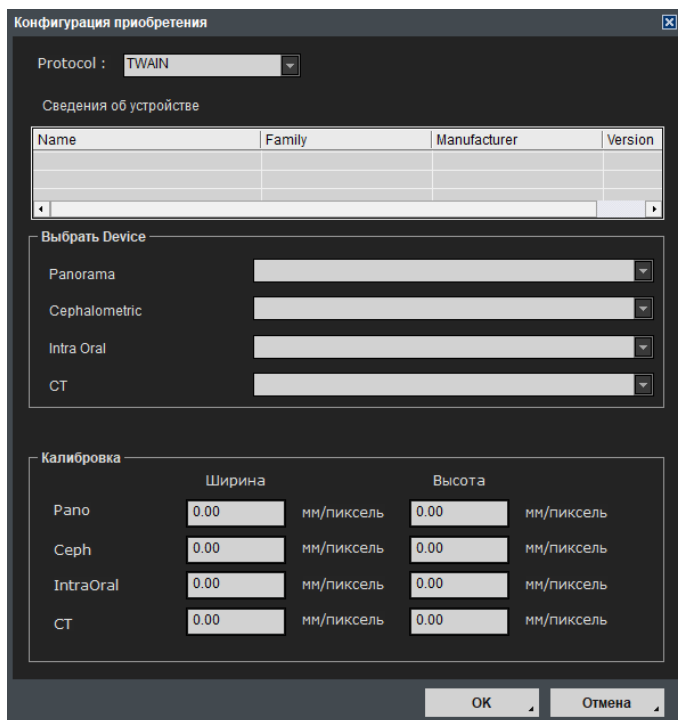 Конфигурация приобретения
Protocol : TWAIN
Сведения об устройстве
Name Family Manufacturer Version
Выбрать Device
Panorama
Cephalometric
Intra Oral
CT
Калибровка
Ширина Высота
Pano 0.00 мм/пиксель 0.00 мм/пиксель
Ceph 0.00 мм/пиксель 0.00 мм/пиксель
IntraOral 0.00 мм/пиксель 0.00 мм/пиксель
CT 0.00 мм/пиксель 0.00 мм/пиксель
OK Отмена